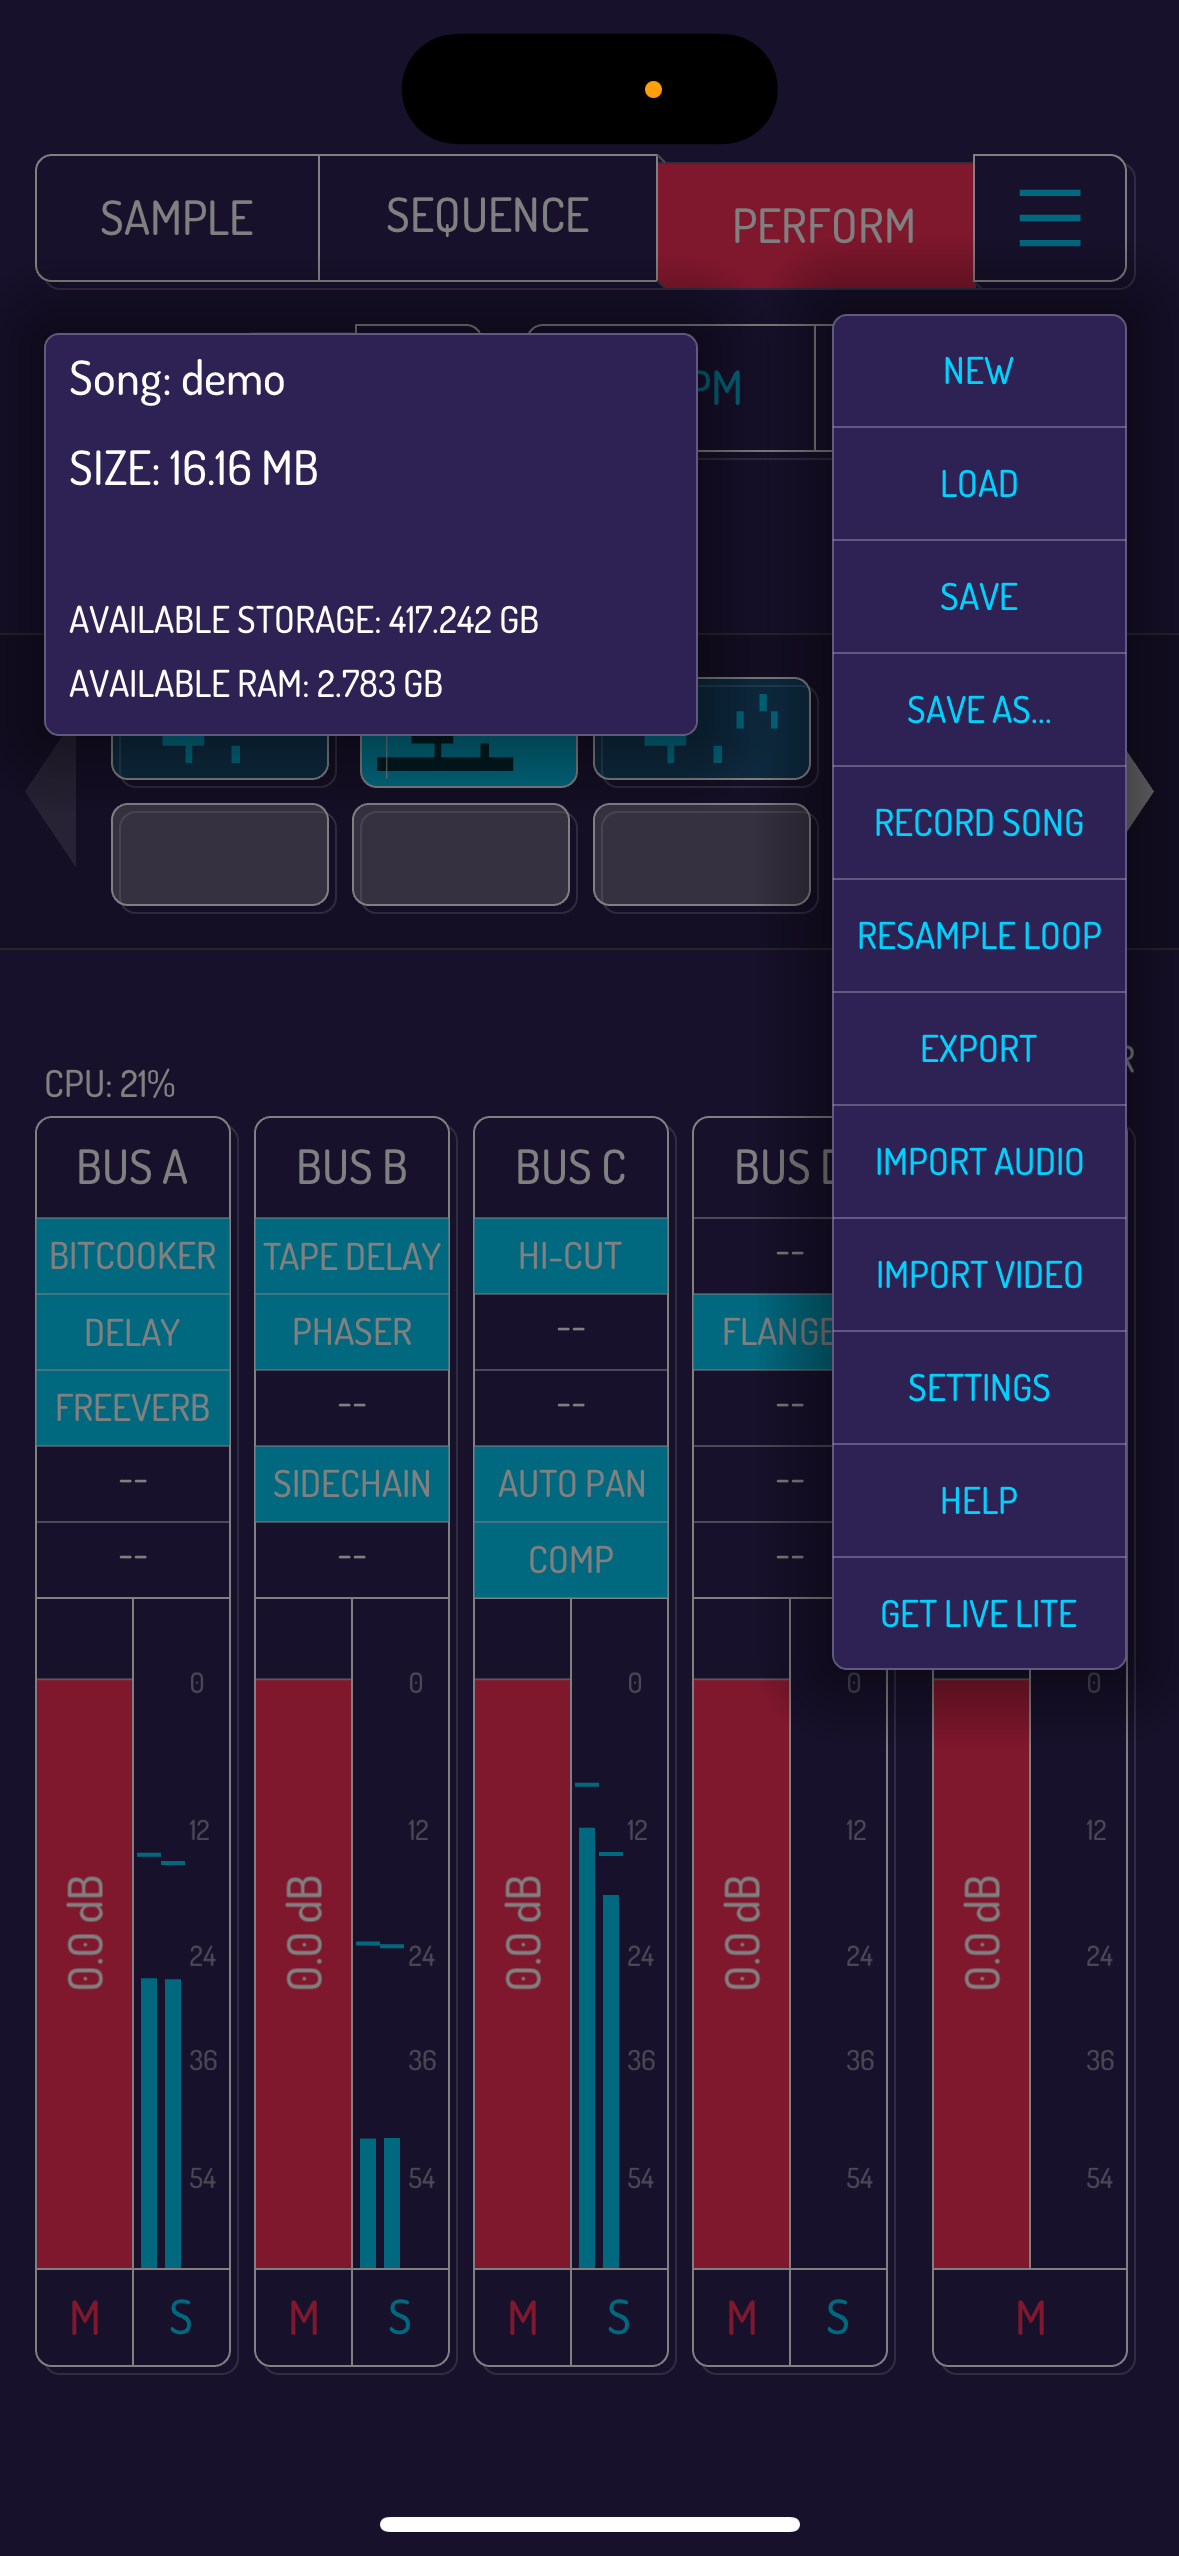 SAMPLE
SEQUENCE
PERFORM
Song: demo
SIZE: 16.16 MB
AVAILABLE STORAGE: 417.242 GB
AVAILABLE RAM: 2.783 GB
PM
NEW
LOAD
SAVE
SAVE AS...
RECORD SONG
RESAMPLE LOOP
EXPORT
IMPORT AUDIO
IMPORT VIDEO
SETTINGS
HELP
GET LIVE LITE
CPU: 21%
R
BUS A
BITCOOKER
DELAY
FREEVERB
--
--
0
12
24
36
54
0.0 dB
M S
BUS B
TAPE DELAY
PHASER
--
SIDECHAIN
--
0
12
24
36
54
0.0 dB
M S
BUS C
HI-CUT
--
--
AUTO PAN
COMP
0
12
24
36
54
0.0 dB
M S
BUS D
--
FLANGE
--
--
--
0
12
24
36
54
0.0 dB
M S
0
12
24
36
54
0.0 dB
M